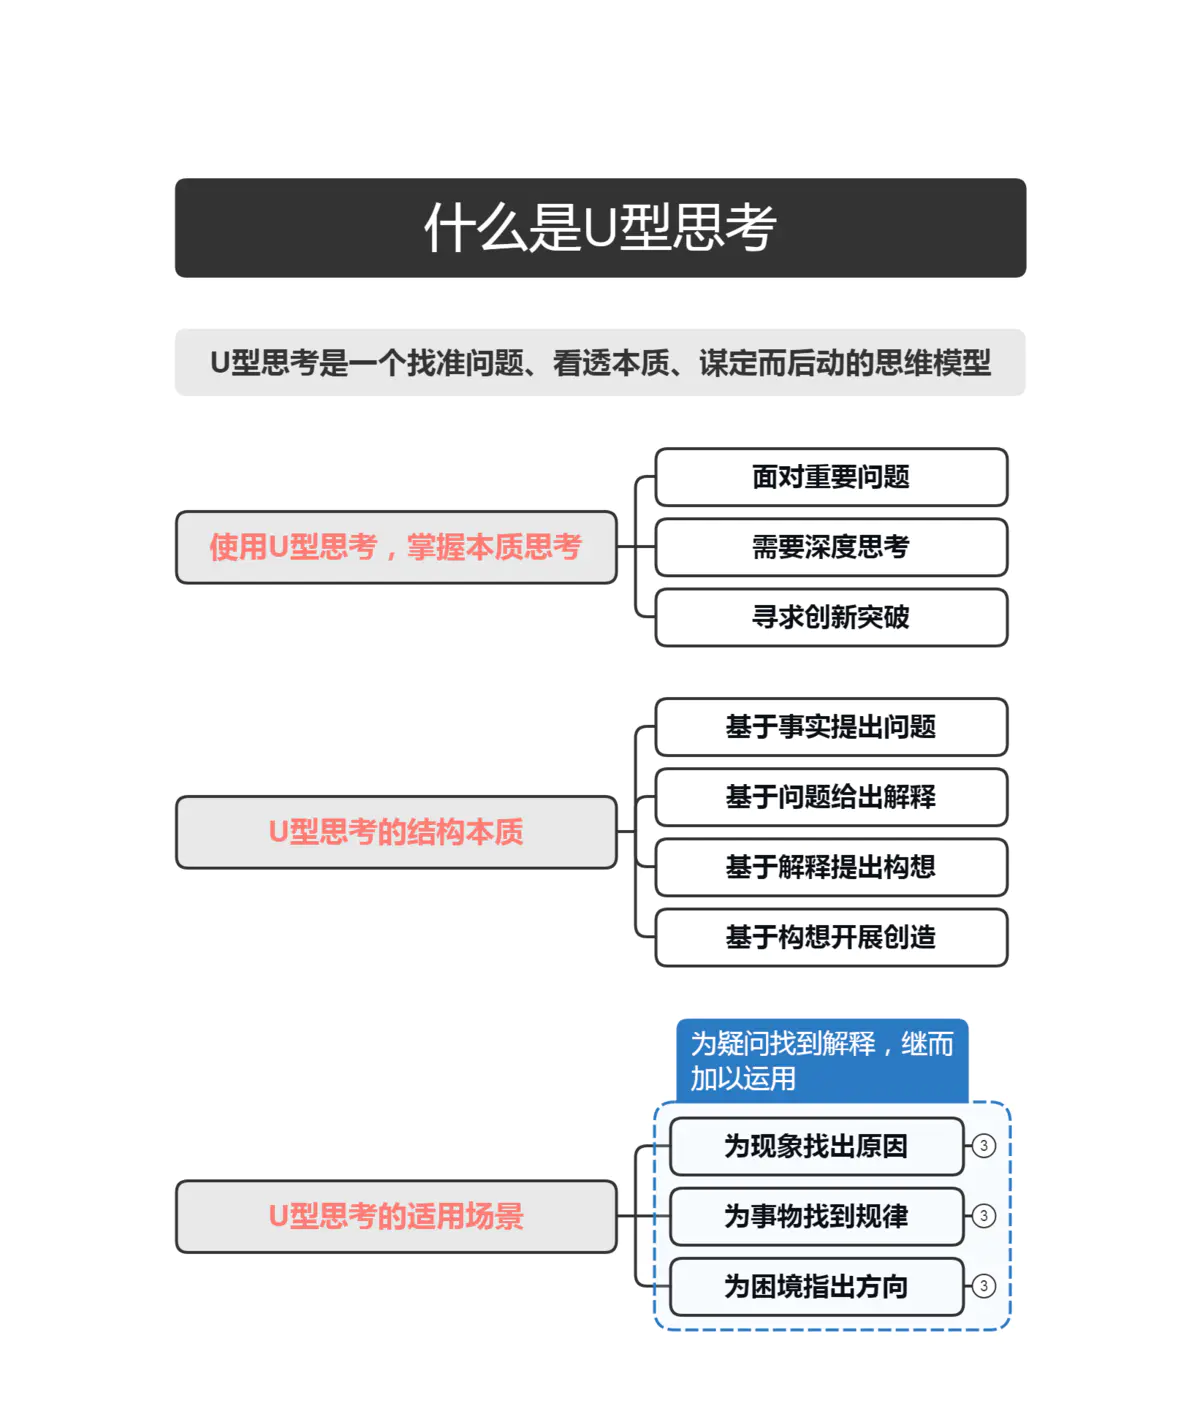 什么是U型思考
U型思考是一个找准问题、看透本质、谋定而后动的思维模型
使用U型思考，掌握本质思考
面对重要问题
需要深度思考
寻求创新突破
U型思考的结构本质
基于事实提出问题
基于问题给出解释
基于解释提出构想
基于构想开展创造
U型思考的适用场景
为疑问找到解释，继而
加以运用
为现象找出原因
3
为事物找到规律
3
为困境指出方向
3